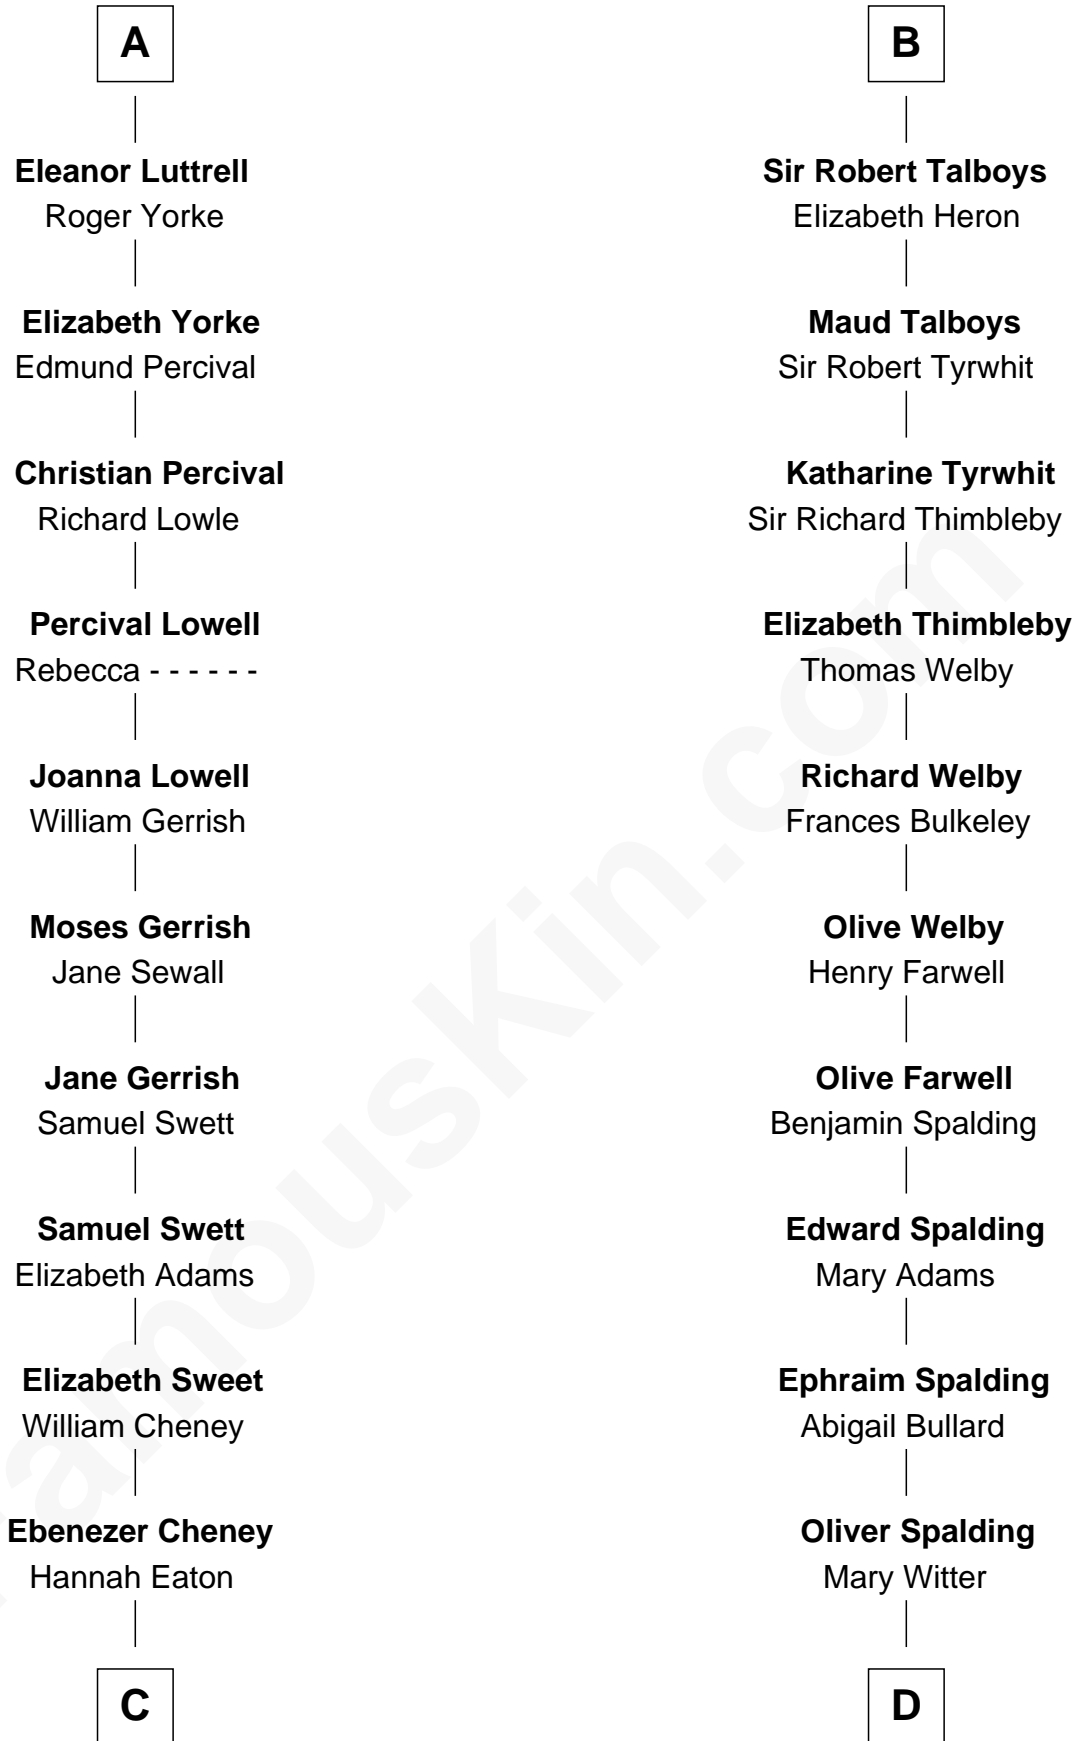 A
Eleanor Luttrell
Roger Yorke
Elizabeth Yorke
Edmund Percival
Christian Percival
Richard Lowle
Percival Lowell
Rebecca - - - - - -
Joanna Lowell
William Gerrish
Moses Gerrish
Jane Sewall
Jane Gerrish
Samuel Swett
Samuel Swett
Elizabeth Adams
Elizabeth Sweet
William Cheney
Ebenezer Cheney
Hannah Eaton
C
B
Sir Robert Talboys
Elizabeth Heron
Maud Talboys
Sir Robert Tyrwhit
Katharine Tyrwhit
Sir Richard Thimbleby
Elizabeth Thimbleby
Thomas Welby
Richard Welby
Frances Bulkeley
Olive Welby
Henry Farwell
Olive Farwell
Benjamin Spalding
Edward Spalding
Mary Adams
Ephraim Spalding
Abigail Bullard
Oliver Spalding
Mary Witter
D
FamousKin.com